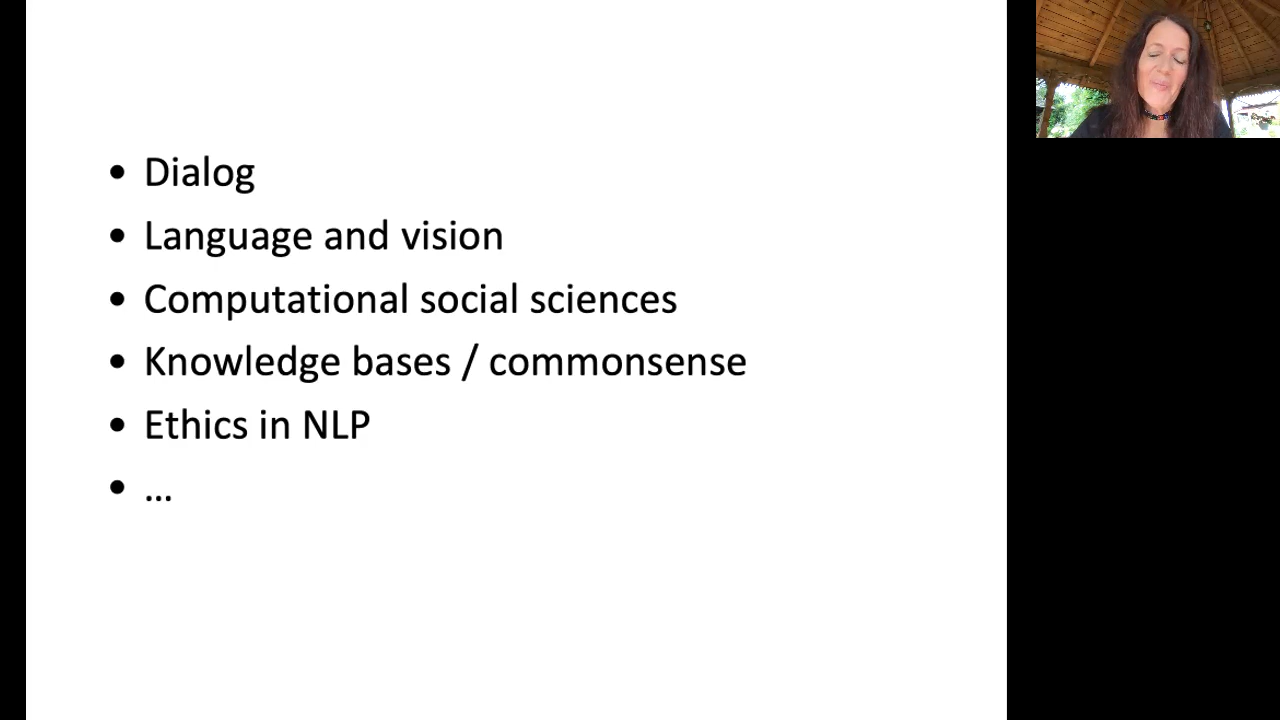 • Dialog
• Language and vision
• Computational social sciences
• Knowledge bases / commonsense
• Ethics in NLP
• ...